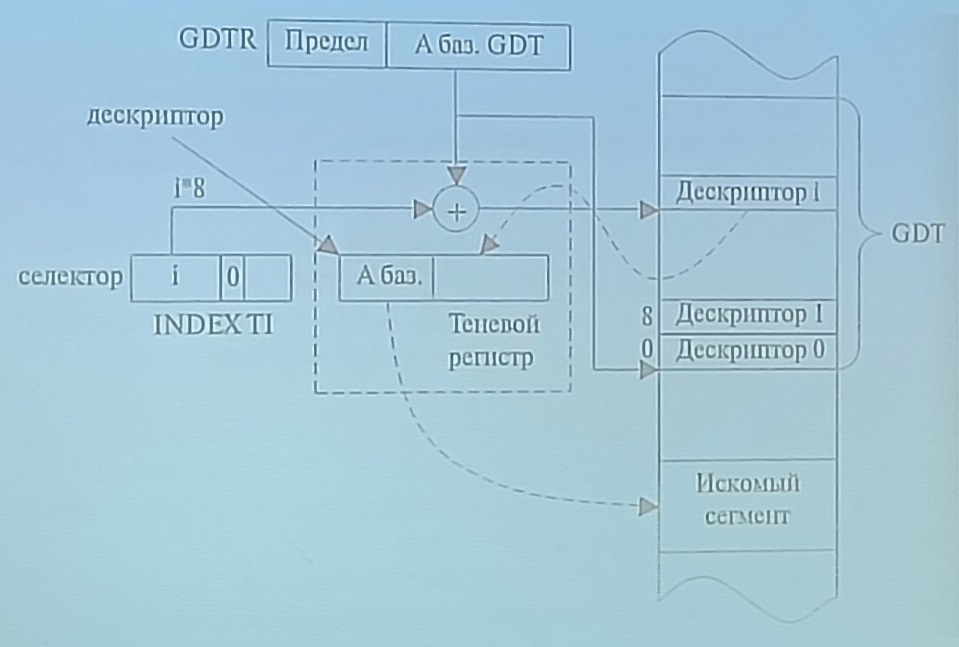 GDTR Предел А баз. GDT
дескриптор
i*8
+
Дескриптор i
GDT
селектор i 0
А баз.
INDEX TI
Теневой
регистр
8 Дескриптор 1
0 Дескриптор 0
Искомый
сегмент